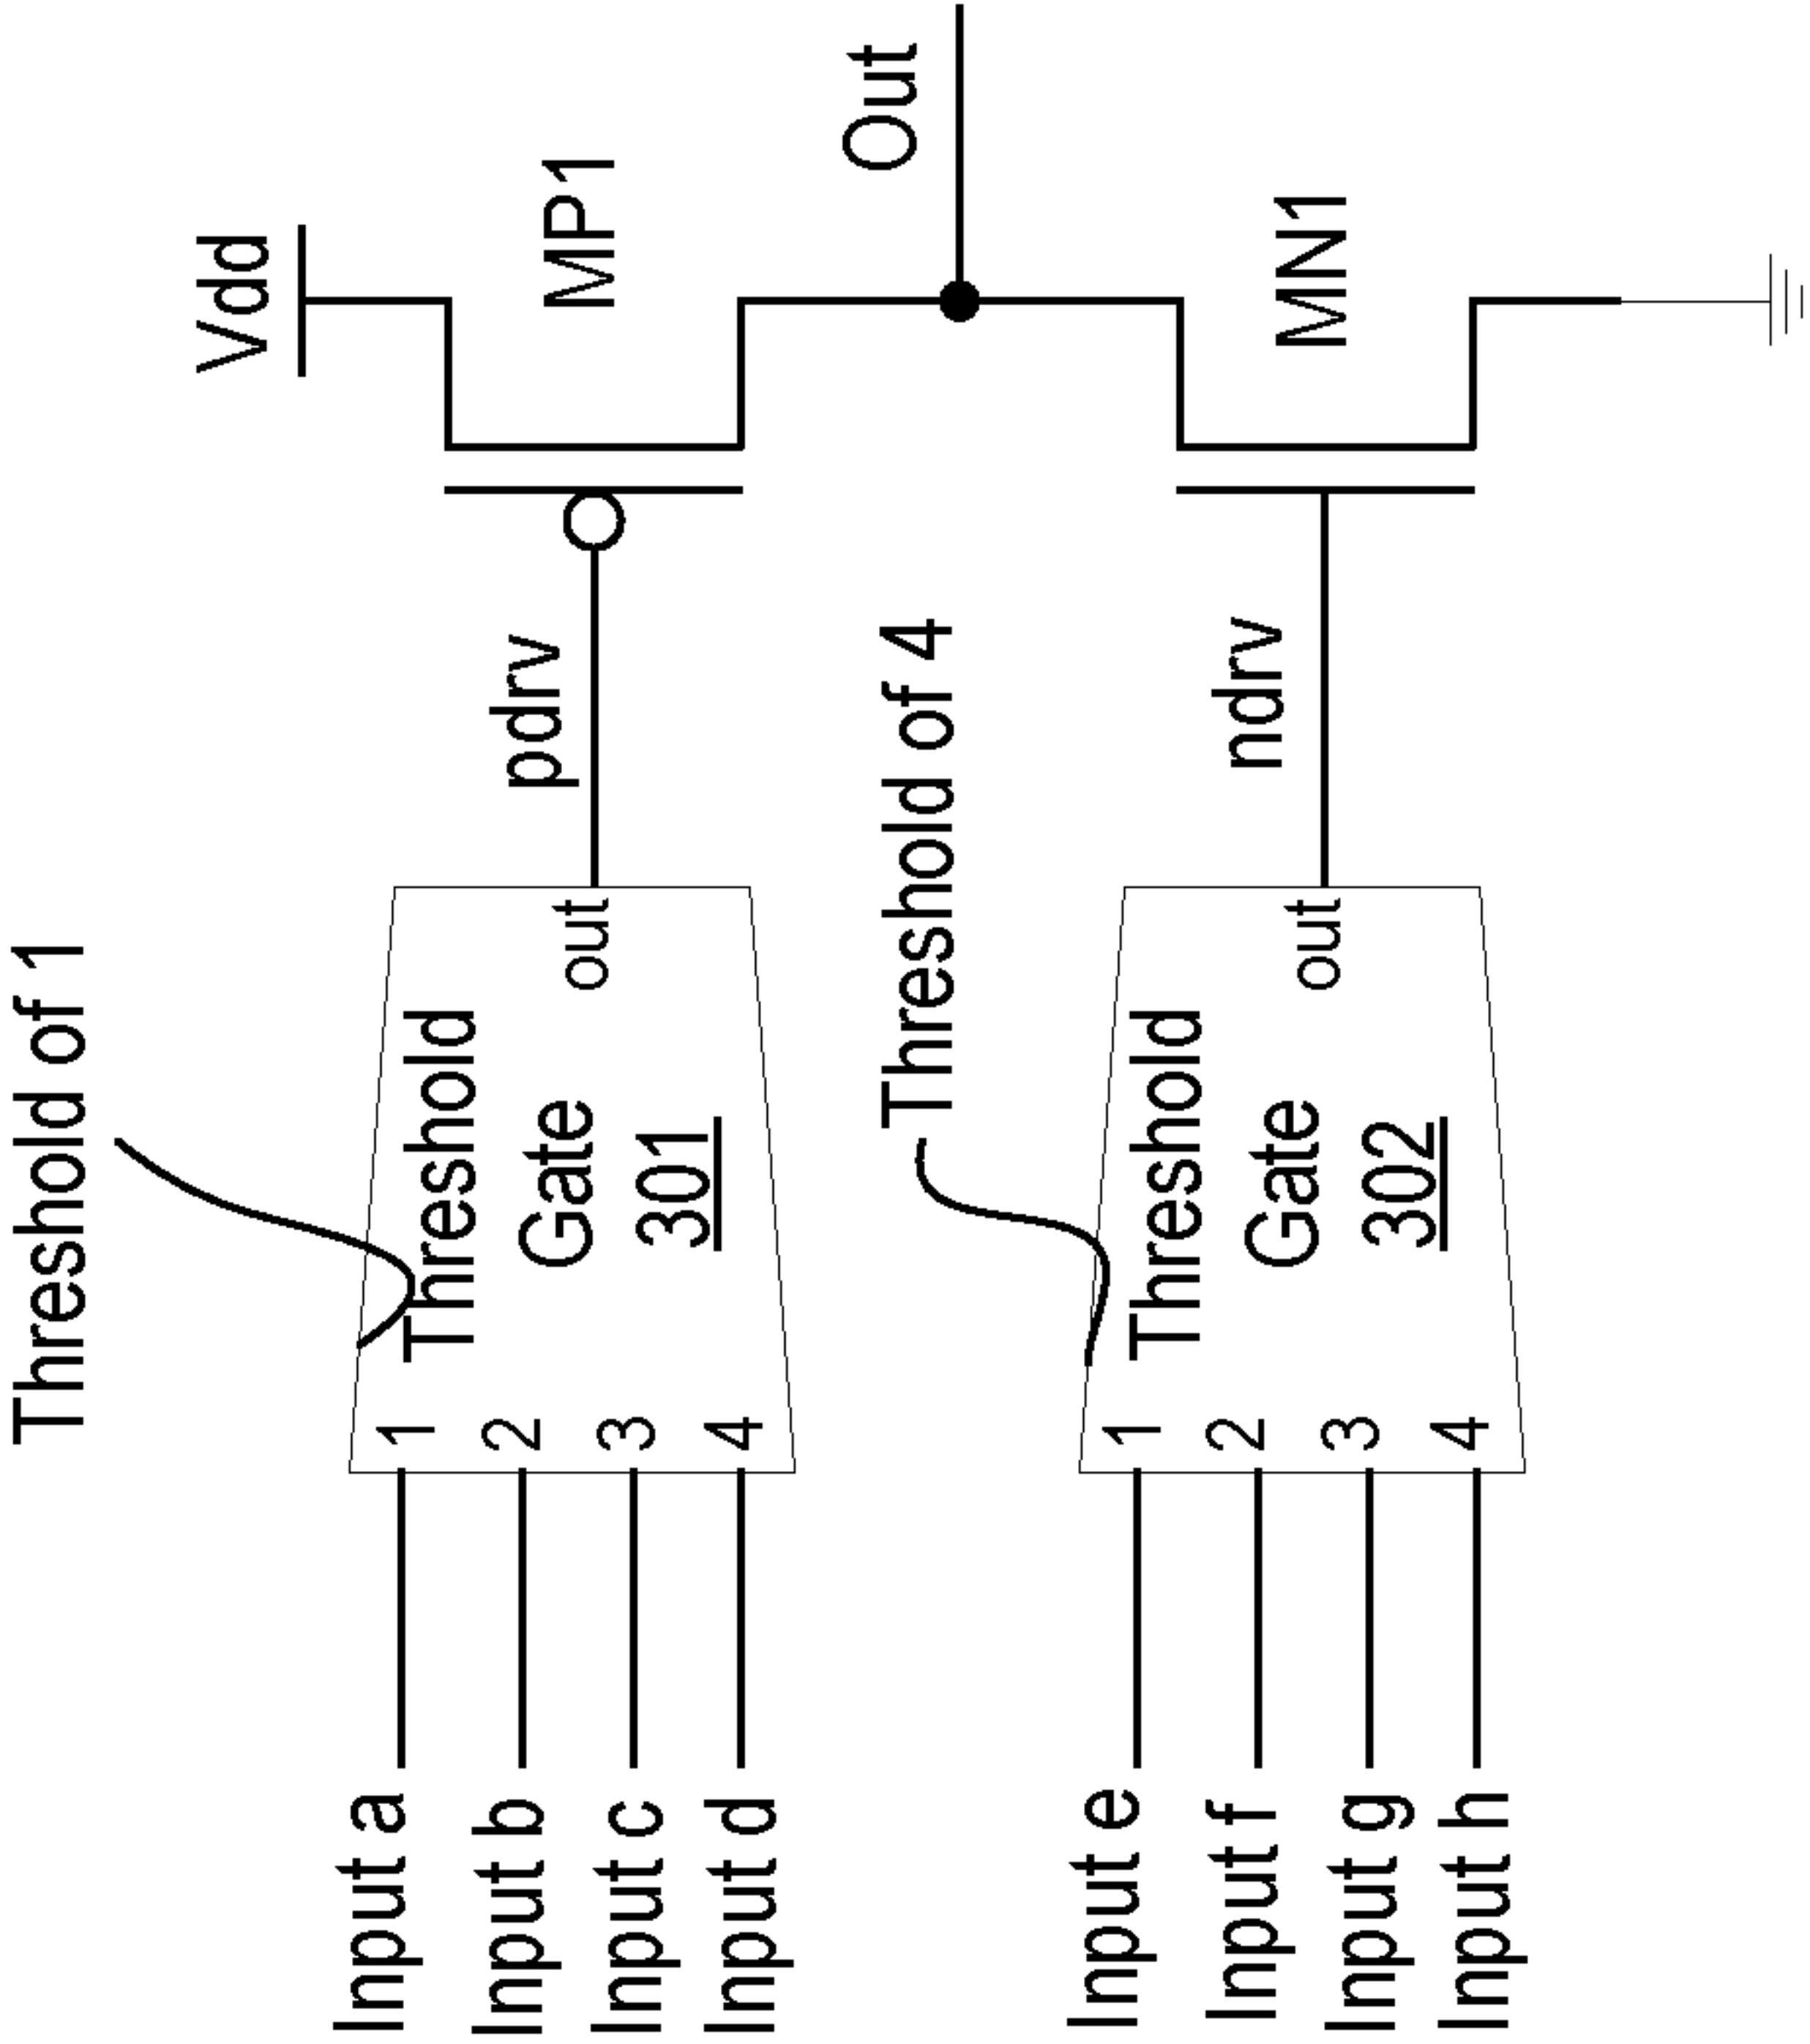 Threshold of 1
Vdd
Input a
Input b
Input c
Input d
1
2
3
4
Threshold
Gate
301
out
pdrv
MP1
Threshold of 4
Out
Input e
Input f
Input g
Input h
1
2
3
4
Threshold
Gate
302
out
ndrv
MN1